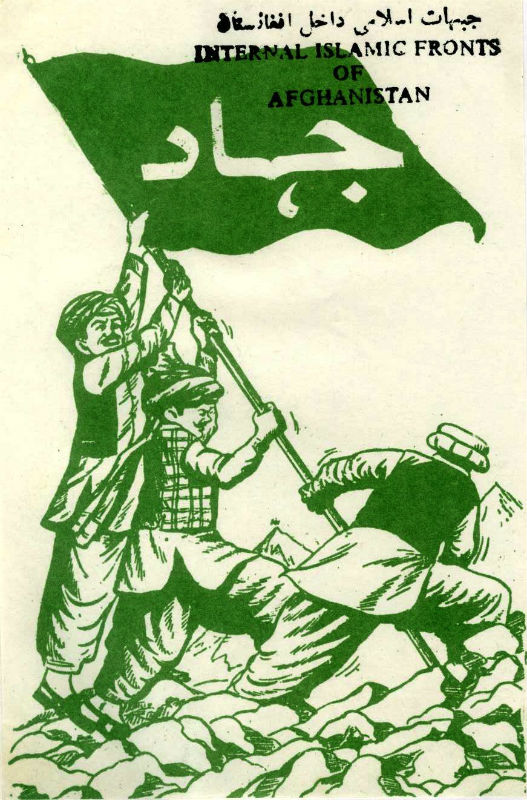 جبهات اسلامی داخل افغانستان
INTERNAL ISLAMIC FRONTS
OF
AFGHANISTAN
جهاد